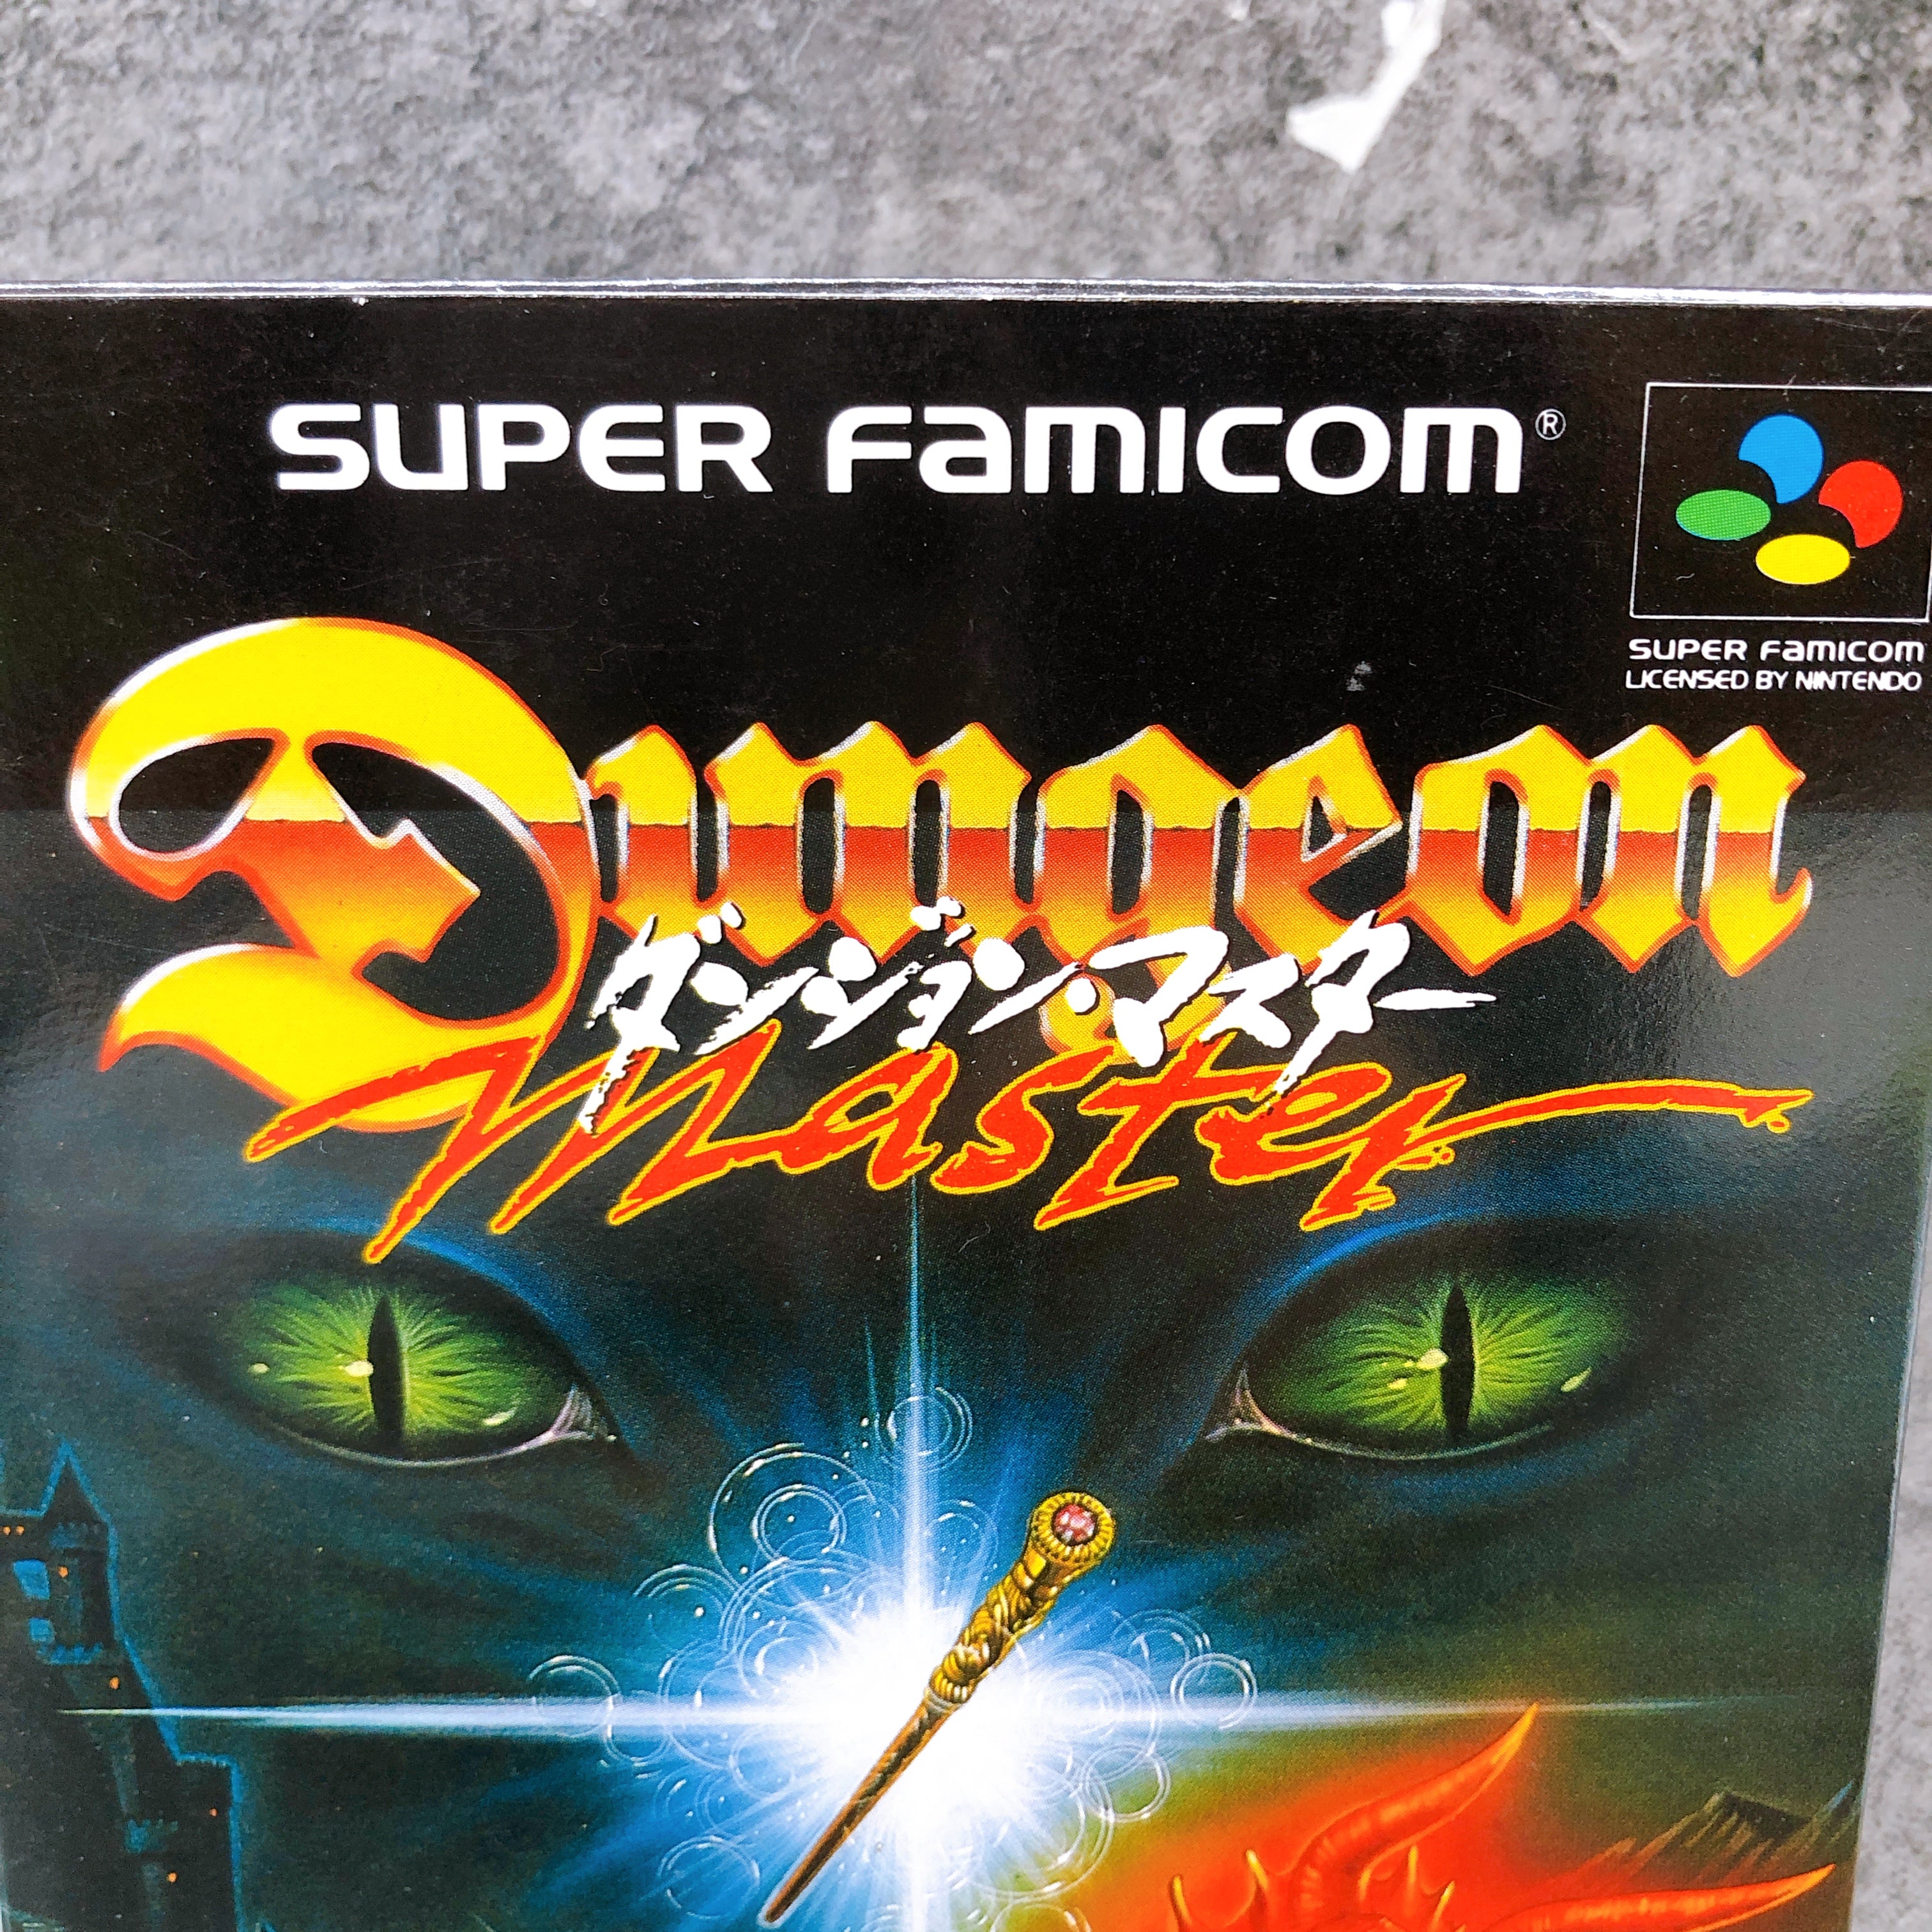 SUPER FAMICOM®
SUPER FAMICOM
LICENSED BY NINTENDO
Dungeon
ダンジョン・マスター
Master